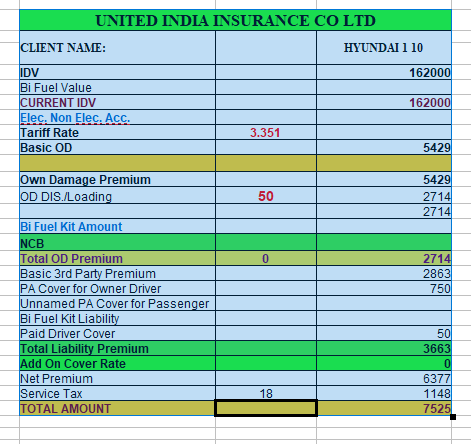 UNITED INDIA INSURANCE CO LTD
CLIENT NAME: HYUNDAI 1 10
IDV 162000
Bi Fuel Value
CURRENT IDV 162000
Elec. Non Elec. Acc.
Tariff Rate 3.351
Basic OD 5429
Own Damage Premium 5429
OD DIS./Loading 50 2714
2714
Bi Fuel Kit Amount
NCB
Total OD Premium 0 2714
Basic 3rd Party Premium 2863
PA Cover for Owner Driver 750
Unnamed PA Cover for Passenger
Bi Fuel Kit Liability
Paid Driver Cover 50
Total Liability Premium 3663
Add On Cover Rate 0
Net Premium 6377
Service Tax 18 1148
TOTAL AMOUNT 7525